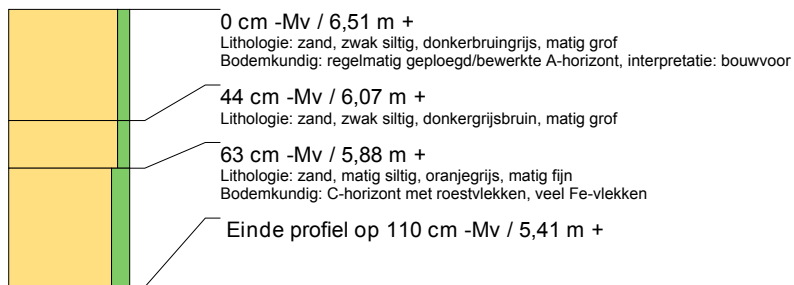 0 cm -Mv / 6,51 m +
Lithologie: zand, zwak siltig, donkerbruingrijs, matig grof
Bodemkundig: regelmatig geploegd/bewerkte A-horizont, interpretatie: bouwvoor
44 cm -Mv / 6,07 m +
Lithologie: zand, zwak siltig, donkergrijsbruin, matig grof
63 cm -Mv / 5,88 m +
Lithologie: zand, matig siltig, oranjegrijs, matig fijn
Bodemkundig: C-horizont met roestvlekken, veel Fe-vlekken
Einde profiel op 110 cm -Mv / 5,41 m +